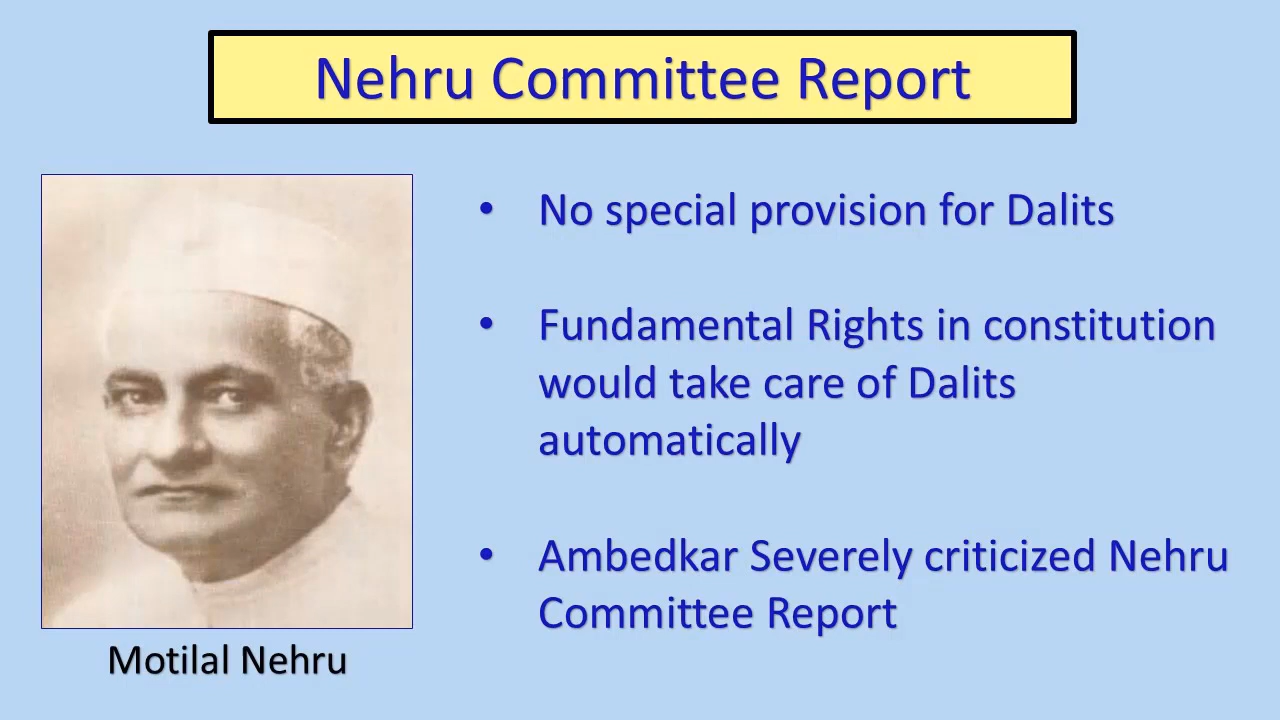 Nehru Committee Report
• No special provision for Dalits
• Fundamental Rights in constitution
would take care of Dalits
automatically
• Ambedkar Severely criticized Nehru
Committee Report
Motilal Nehru